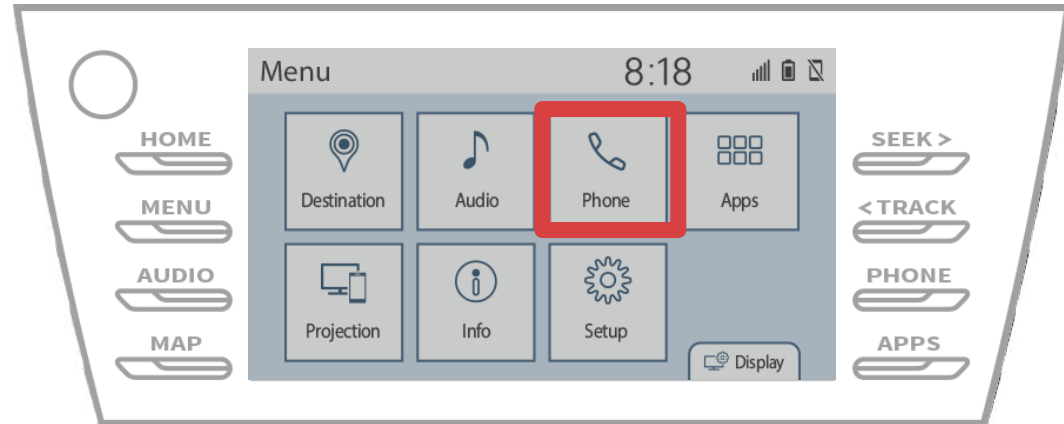 Menu 8:18
HOME
SEEK >
Destination Audio Phone Apps
MENU
< TRACK
AUDIO
PHONE
Projection Info Setup
MAP
APPS
Display